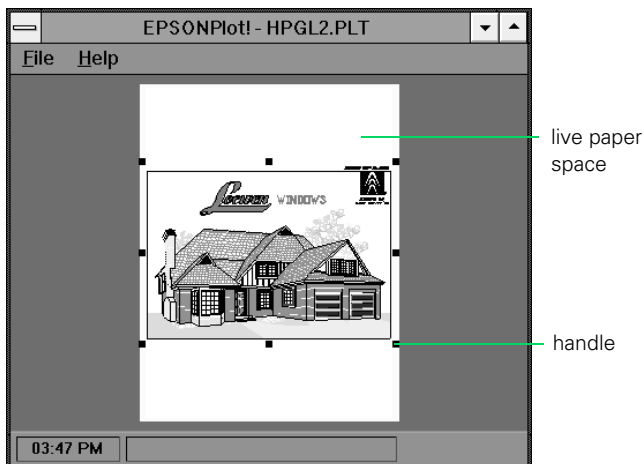 EPSONPlot! - HPGL2.PLT
File Help
live paper
space
WINDOWS
handle
03:47 PM